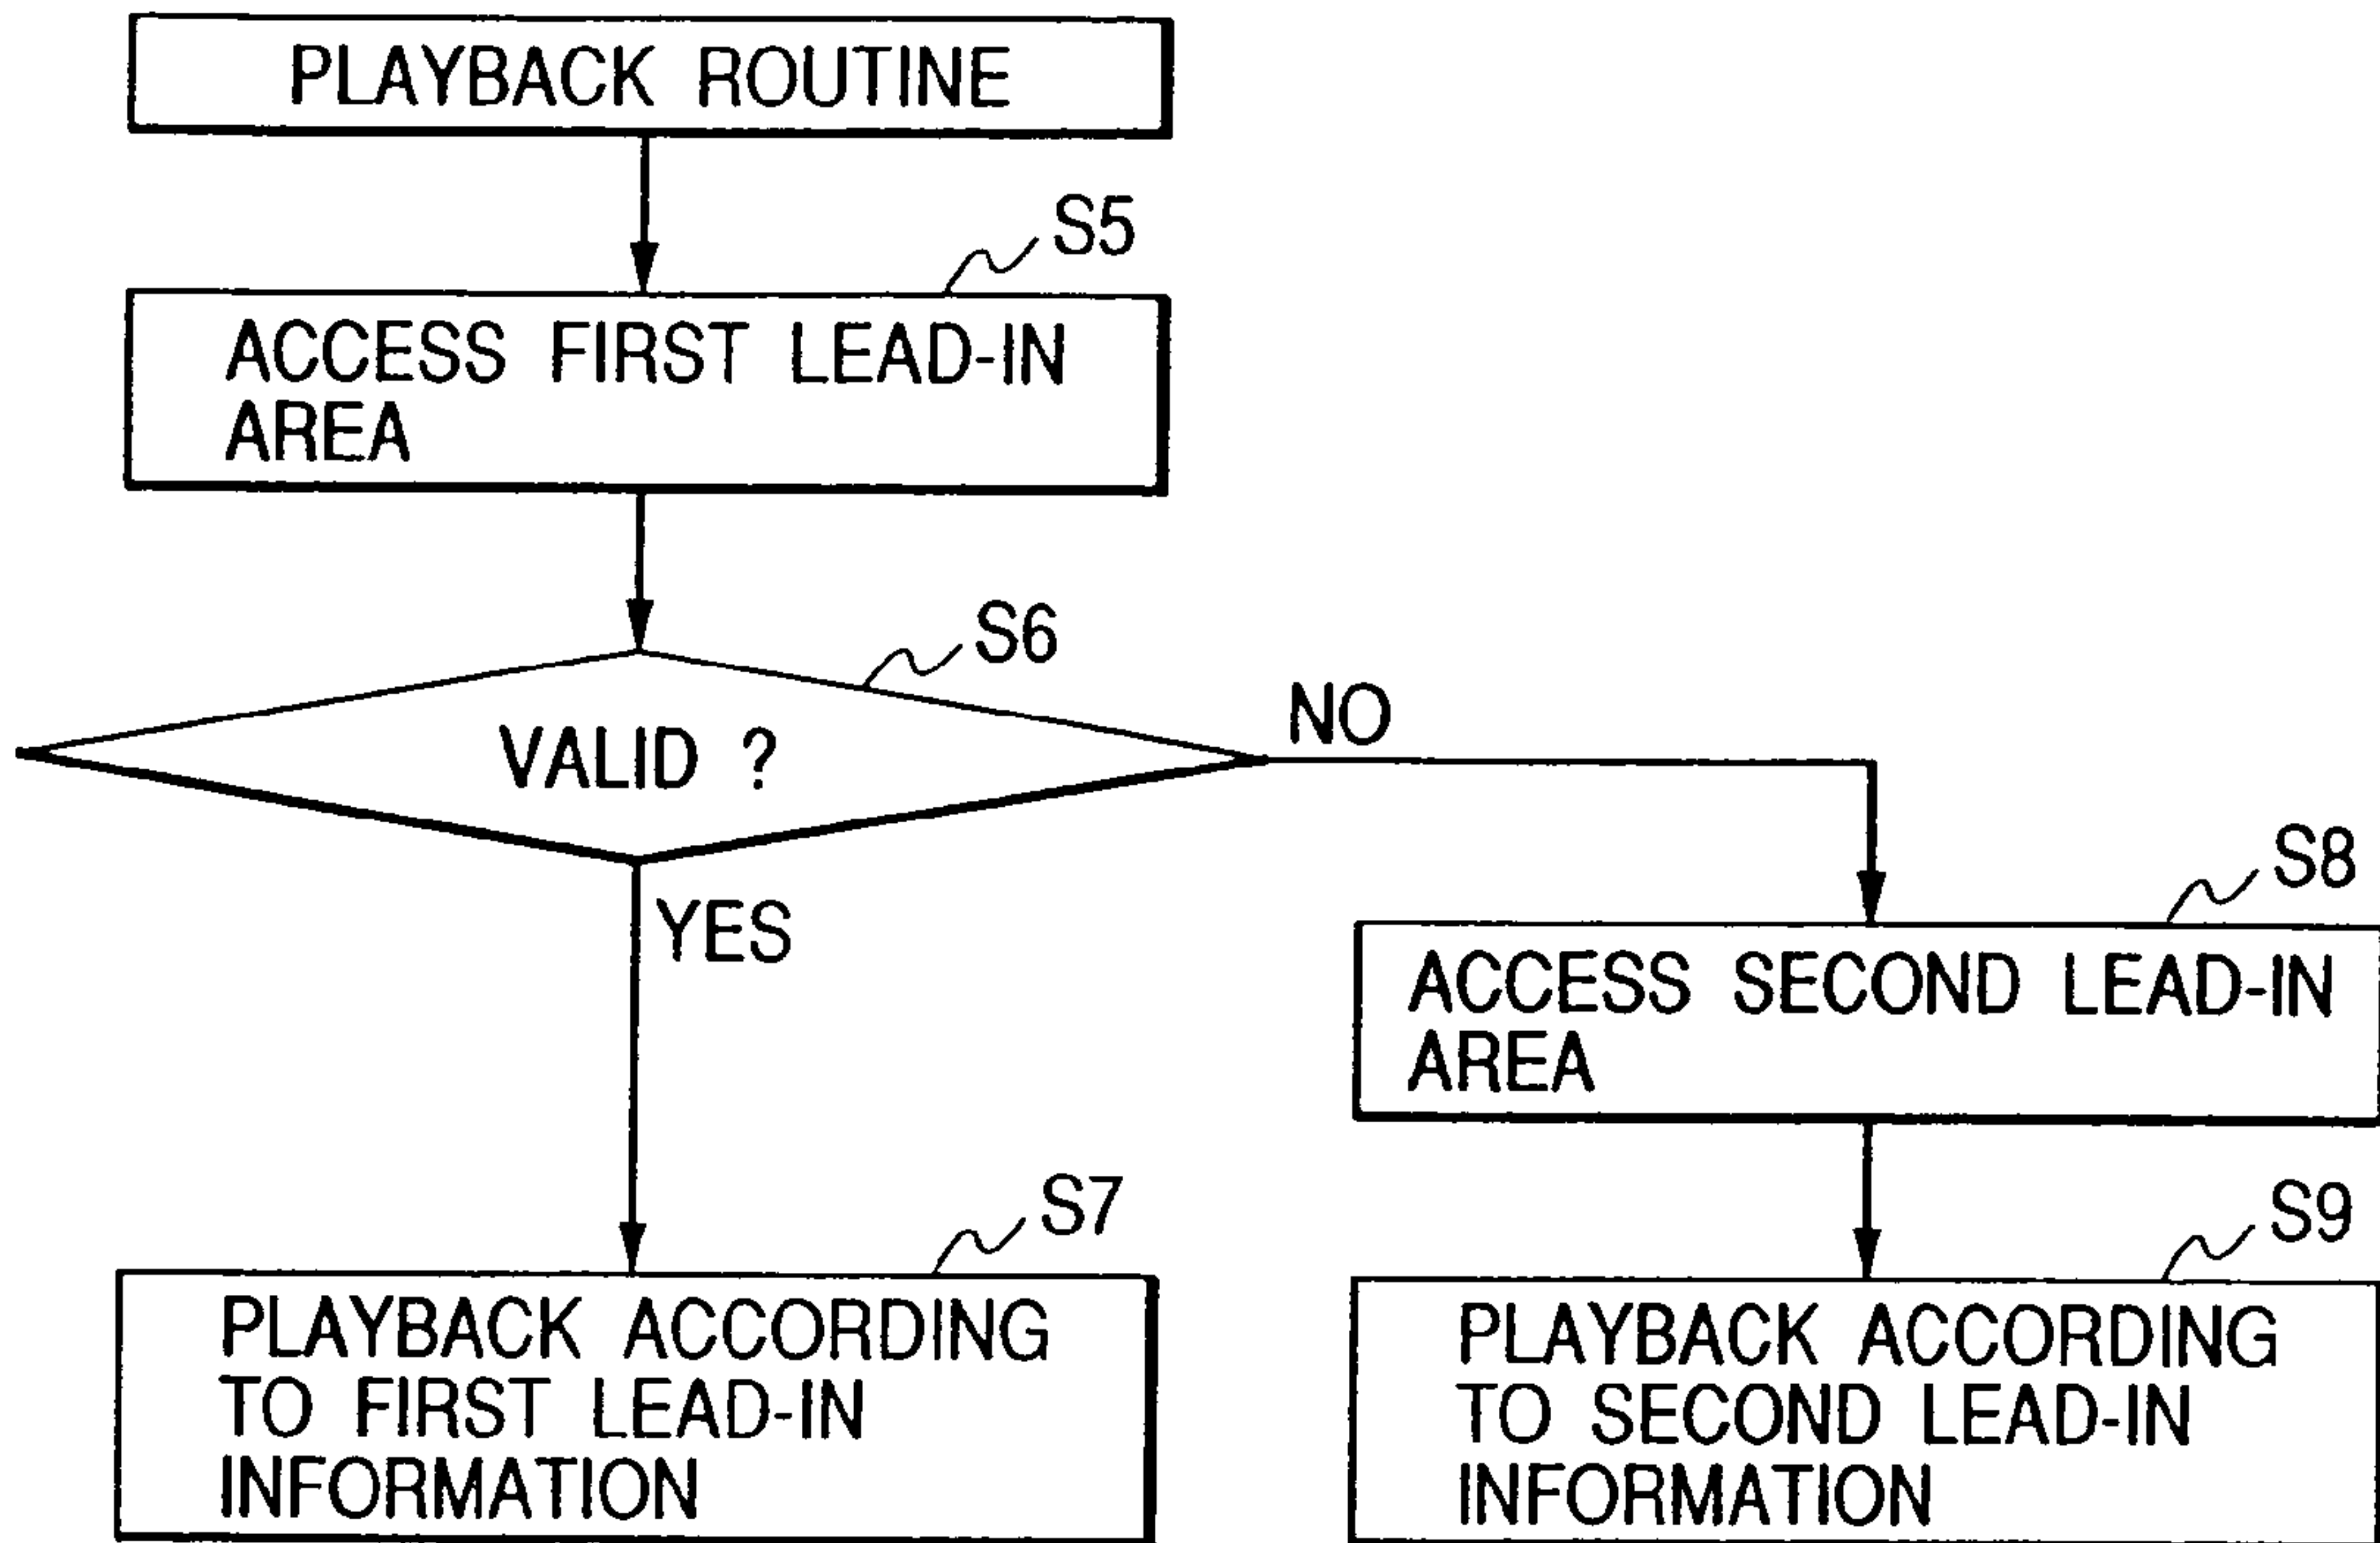 PLAYBACK ROUTINE
S5
ACCESS FIRST LEAD-IN
AREA
S6
VALID ?
NO
YES
S8
ACCESS SECOND LEAD-IN
AREA
S7
PLAYBACK ACCORDING
TO FIRST LEAD-IN
INFORMATION
S9
PLAYBACK ACCORDING
TO SECOND LEAD-IN
INFORMATION